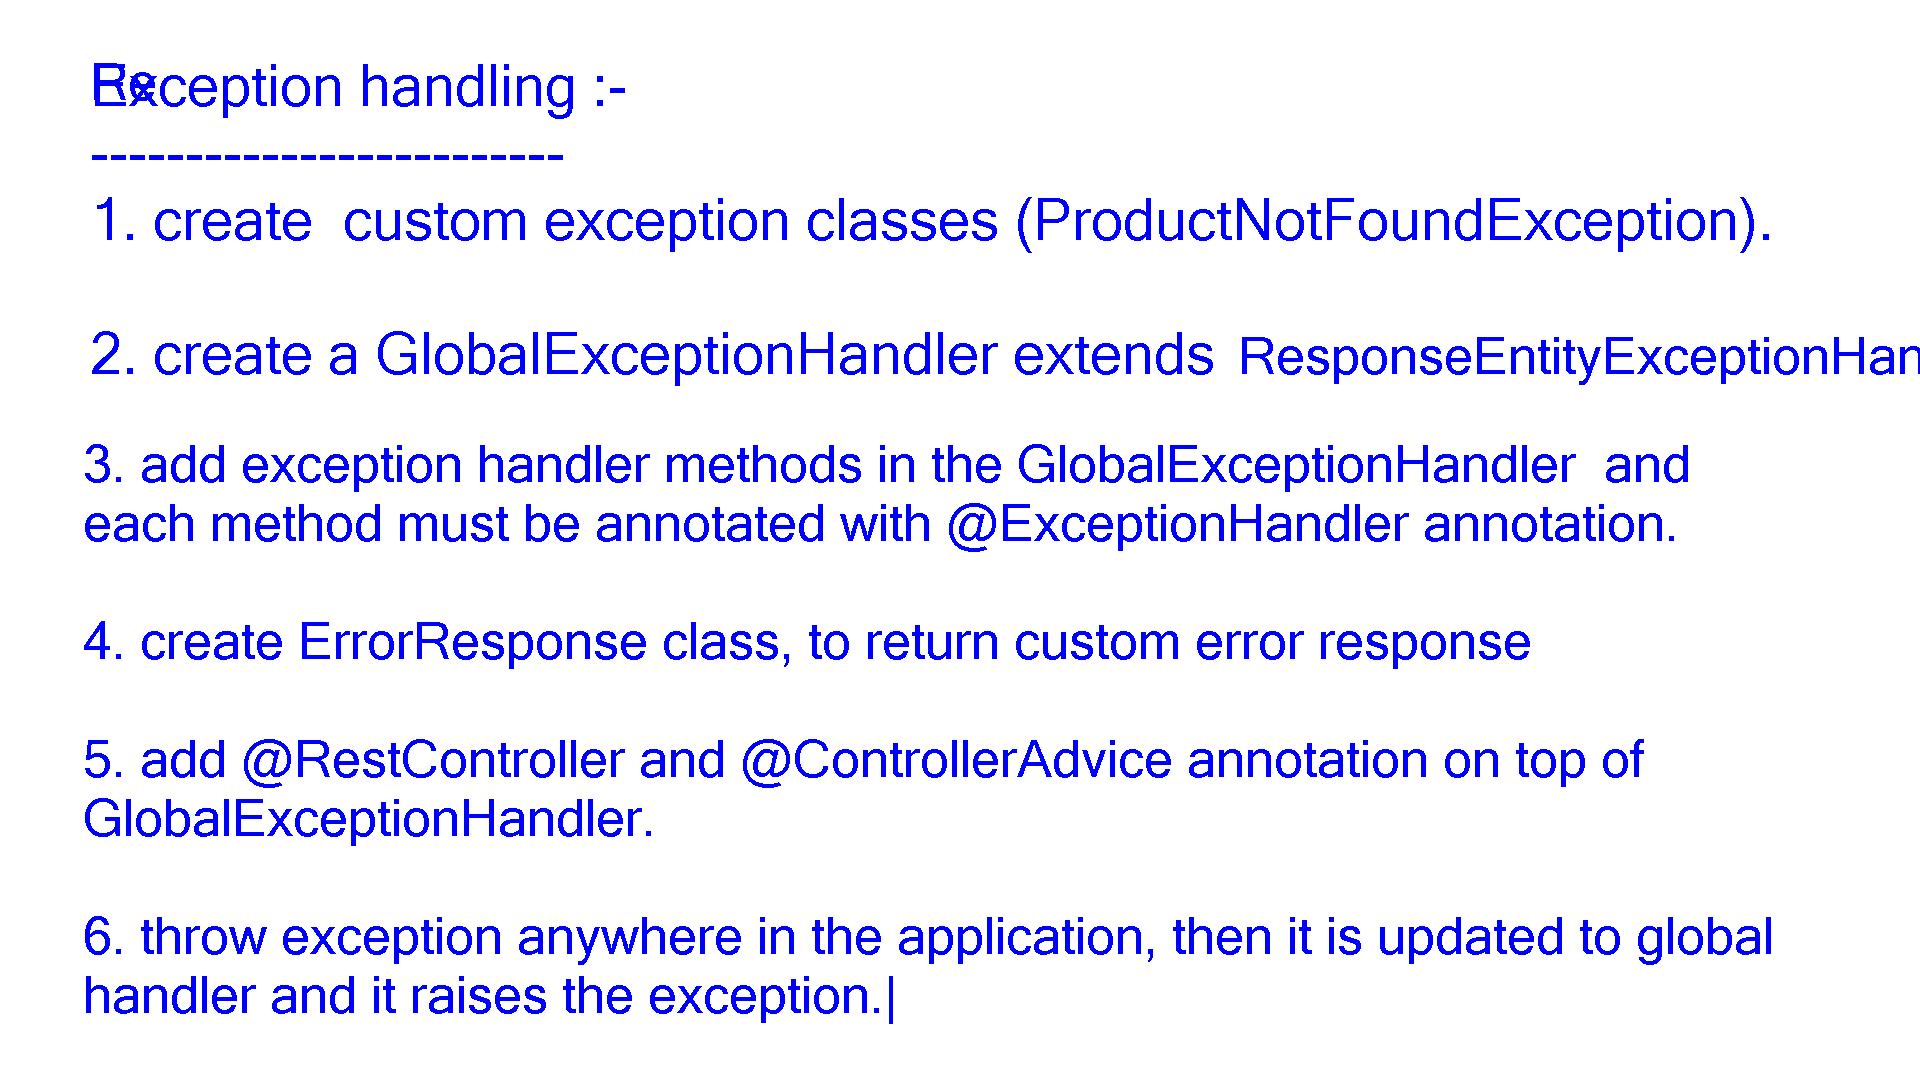 Exception handling :-
-------------------------
1. create  custom exception classes (ProductNotFoundException).
2. create a GlobalExceptionHandler extends ResponseEntityExceptionHan
3. add exception handler methods in the GlobalExceptionHandler  and
each method must be annotated with @ExceptionHandler annotation.
4. create ErrorResponse class, to return custom error response
5. add @RestController and @ControllerAdvice annotation on top of
GlobalExceptionHandler.
6. throw exception anywhere in the application, then it is updated to global
handler and it raises the exception.